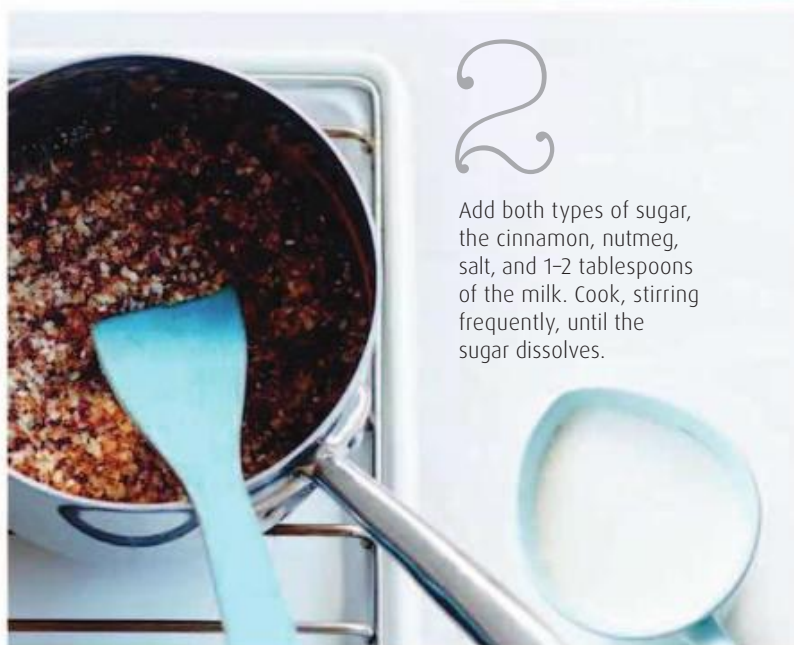 2
Add both types of sugar,
the cinnamon, nutmeg,
salt, and 1–2 tablespoons
of the milk. Cook, stirring
frequently, until the
sugar dissolves.